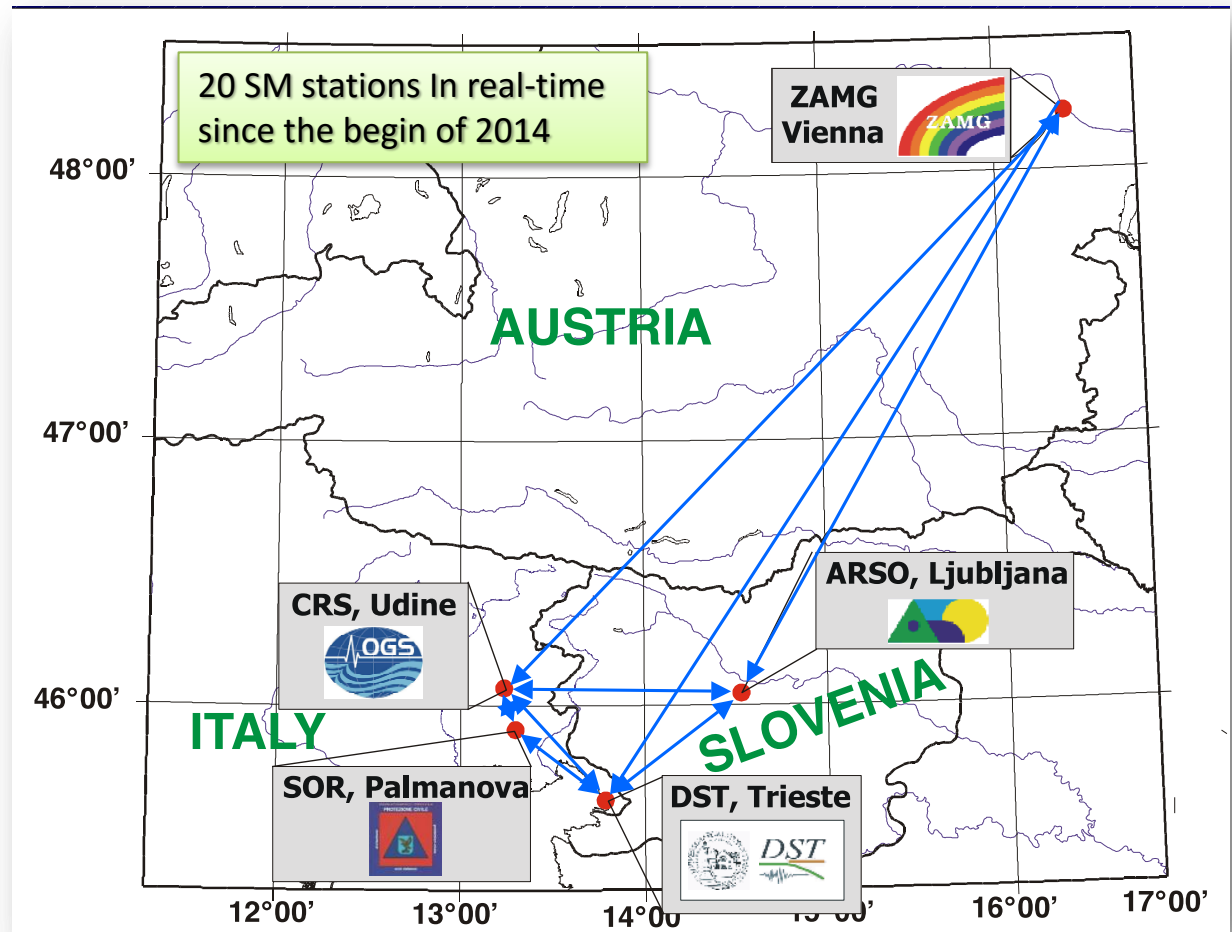 20 SM stations In real-time
since the begin of 2014
ZAMG
Vienna
ZAMG
48°00'
AUSTRIA
47°00'
ARSO, Ljubljana
CRS, Udine
OGS
46°00'
ITALY
SLOVENIA
SOR, Palmanova
PROTEZIONE CIVILE
DST, Trieste
DST
12°00'
13°00'
14°00'
16°00'
17°00'